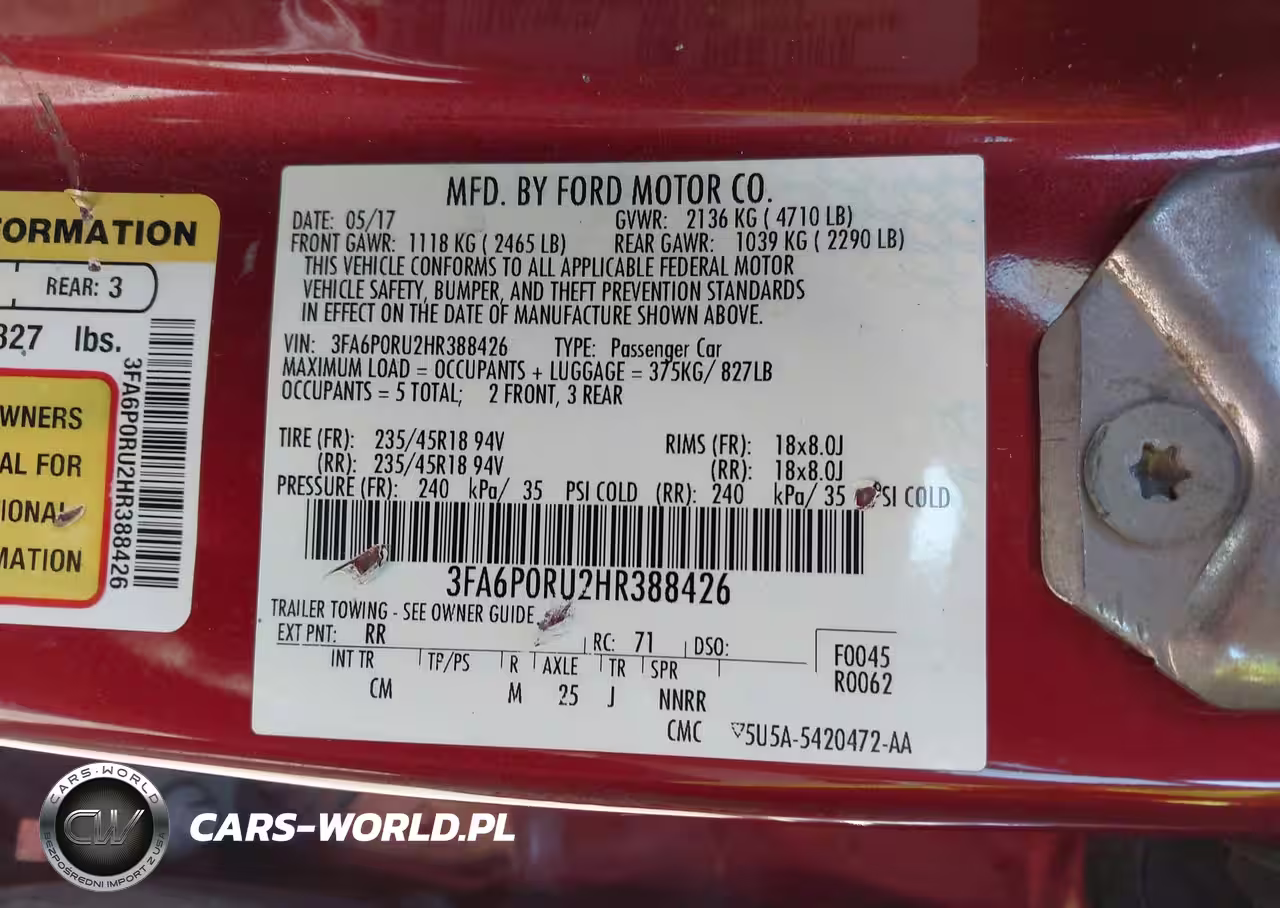 ORMATION
REAR: 3
827 lbs.
WNERS
AL FOR
IONAL
MATION
3FA6P0RU2HR388426
MFD. BY FORD MOTOR CO.
DATE: 05/17 GVWR: 2136 KG ( 4710 LB)
FRONT GAWR: 1118 KG ( 2465 LB) REAR GAWR: 1039 KG ( 2290 LB)
THIS VEHICLE CONFORMS TO ALL APPLICABLE FEDERAL MOTOR
VEHICLE SAFETY, BUMPER, AND THEFT PREVENTION STANDARDS
IN EFFECT ON THE DATE OF MANUFACTURE SHOWN ABOVE.
VIN: 3FA6P0RU2HR388426 TYPE: Passenger Car
MAXIMUM LOAD = OCCUPANTS + LUGGAGE = 375KG/ 827LB
OCCUPANTS = 5 TOTAL; 2 FRONT, 3 REAR
TIRE (FR): 235/45R18 94V RIMS (FR): 18x8.0J
(RR): 235/45R18 94V (RR): 18x8.0J
PRESSURE (FR): 240 kPa/ 35 PSI COLD (RR): 240 kPa/ 35 PSI COLD
3FA6P0RU2HR388426
TRAILER TOWING - SEE OWNER GUIDE
EXT PNT: RR RC: 71 DSO:
INT TR TP/PS R AXLE TR SPR
CM M 25 J NNRR
F0045
R0062
CMC ▽5U5A-5420472-AA
CARS-WORLD
CW
BEZPOŚREDNI IMPORT Z USA
CARS-WORLD.PL